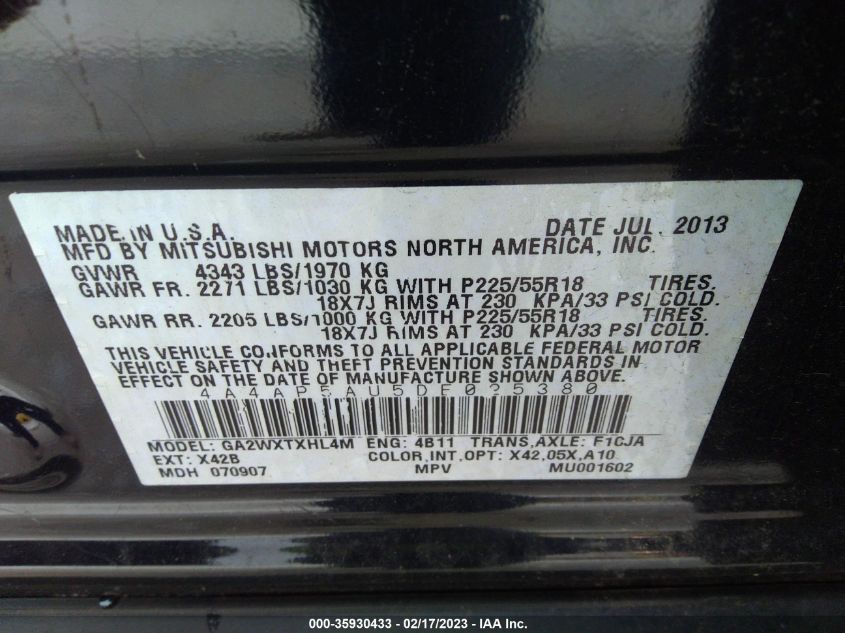 MADE IN U.S.A. DATE JUL. 2013
MFD BY MITSUBISHI MOTORS NORTH AMERICA, INC.
GVWR 4343 LBS/1970 KG
GAWR FR. 2271 LBS/1030 KG WITH P225/55R18 TIRES.
18X7J RIMS AT 230 KPA/33 PSI COLD.
GAWR RR. 2205 LBS/1000 KG WITH P225/55R18 TIRES.
18X7J RIMS AT 230 KPA/33 PSI COLD.
THIS VEHICLE CONFORMS TO ALL APPLICABLE FEDERAL MOTOR
VEHICLE SAFETY AND THEFT PREVENTION STANDARDS IN
EFFECT ON THE DATE OF MANUFACTURE SHOWN ABOVE.
4A4AP5AU5DE025380
MODEL: GA2WXTXHL4M ENG: 4B11 TRANS,AXLE: F1CJA
EXT: X42B COLOR,INT,OPT: X42,05X,A10
MDH 070907 MPV MU001602
000-35930433 - 02/17/2023 - IAA Inc.